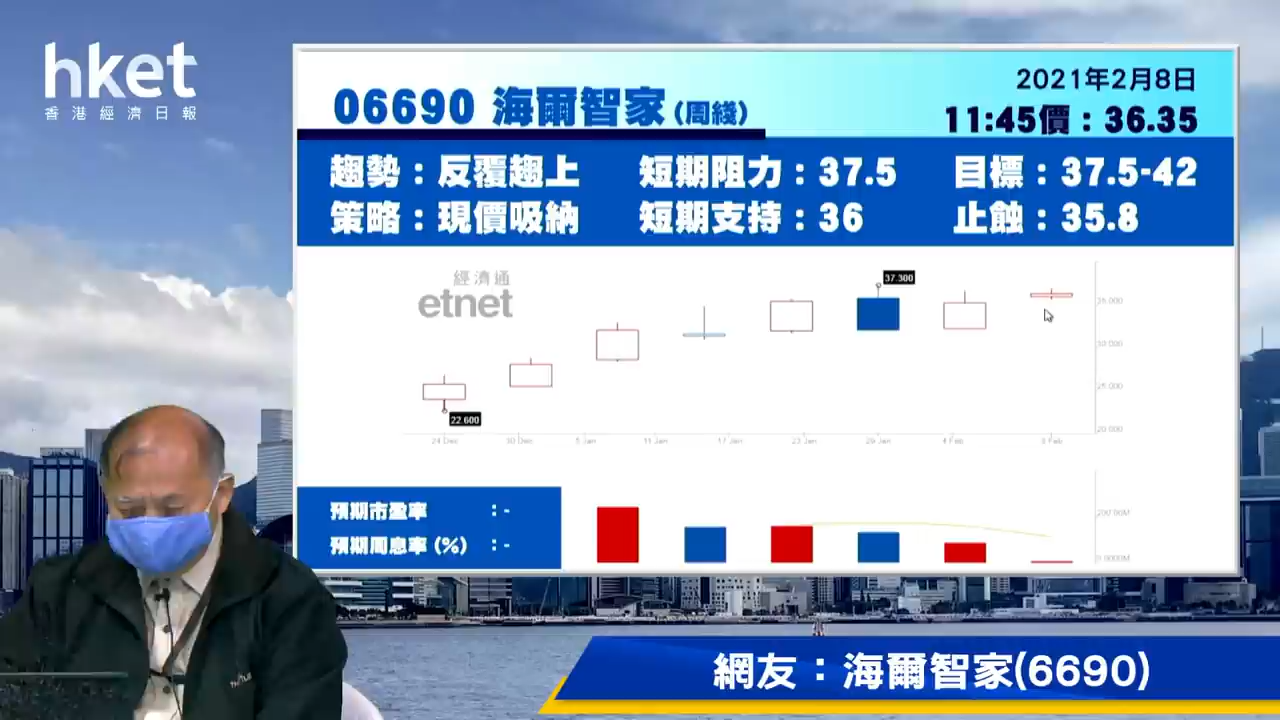 hket
香港經濟日報
06690 海爾智家(周綫)
2021年2月8日
11:45價：36.35
趨勢：反覆趨上 短期阻力：37.5 目標：37.5-42
策略：現價吸納 短期支持：36 止蝕：35.8
經濟通
etnet
37.300
22.600
35.000
30.000
25.000
20.000
24 Dec 30 Dec 5 Jan 11 Jan 17 Jan 23 Jan 29 Jan 4 Feb 8 Feb
預期市盈率 ：-
預期周息率 (%) ：-
200.00M
0.0000M
網友：海爾智家(6690)